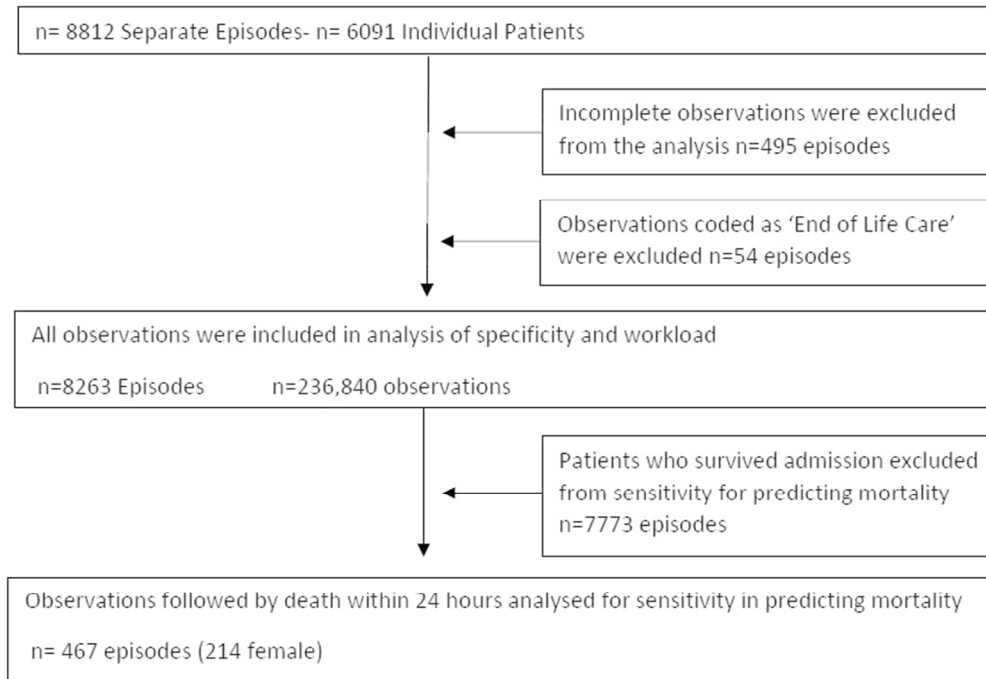 n= 8812 Separate Episodes- n= 6091 Individual Patients
Incomplete observations were excluded
from the analysis n=495 episodes
Observations coded as ‘End of Life Care’
were excluded n=54 episodes
All observations were included in analysis of specificity and workload
n=8263 Episodes n=236,840 observations
Patients who survived admission excluded
from sensitivity for predicting mortality
n=7773 episodes
Observations followed by death within 24 hours analysed for sensitivity in predicting mortality
n= 467 episodes (214 female)